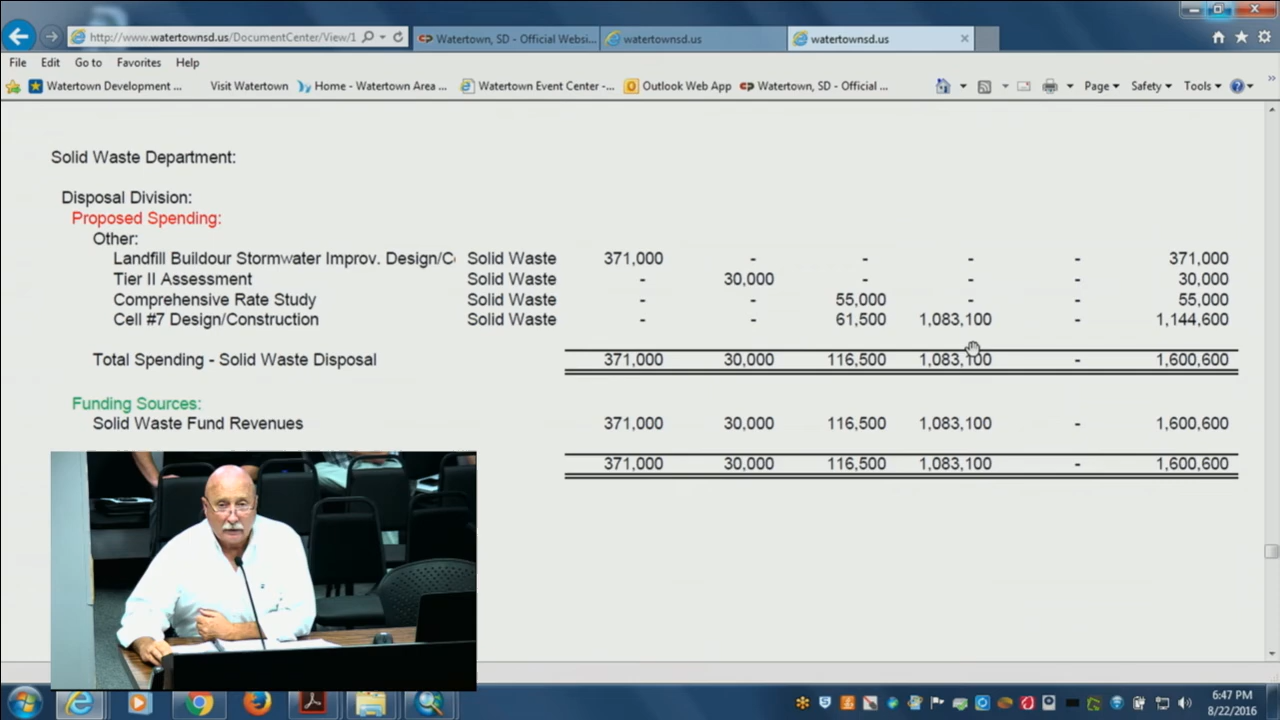 http://www.watertownsd.us/DocumentCenter/View/1
Watertown, SD - Official Websi...
watertownsd.us
watertownsd.us
File Edit Go to Favorites Help
Watertown Development ... Visit Watertown Home - Watertown Area ... Watertown Event Center -... Outlook Web App Watertown, SD - Official ... Page Safety Tools
Solid Waste Department:
Disposal Division:
Proposed Spending:
Other:
Landfill Buildour Stormwater Improv. Design/C Solid Waste 371,000 - - - - 371,000
Tier II Assessment Solid Waste - 30,000 - - - 30,000
Comprehensive Rate Study Solid Waste - - 55,000 - - 55,000
Cell #7 Design/Construction Solid Waste - - 61,500 1,083,100 - 1,144,600
Total Spending - Solid Waste Disposal 371,000 30,000 116,500 1,083,100 - 1,600,600
Funding Sources:
Solid Waste Fund Revenues 371,000 30,000 116,500 1,083,100 - 1,600,600
371,000 30,000 116,500 1,083,100 - 1,600,600
6:47 PM
8/22/2016